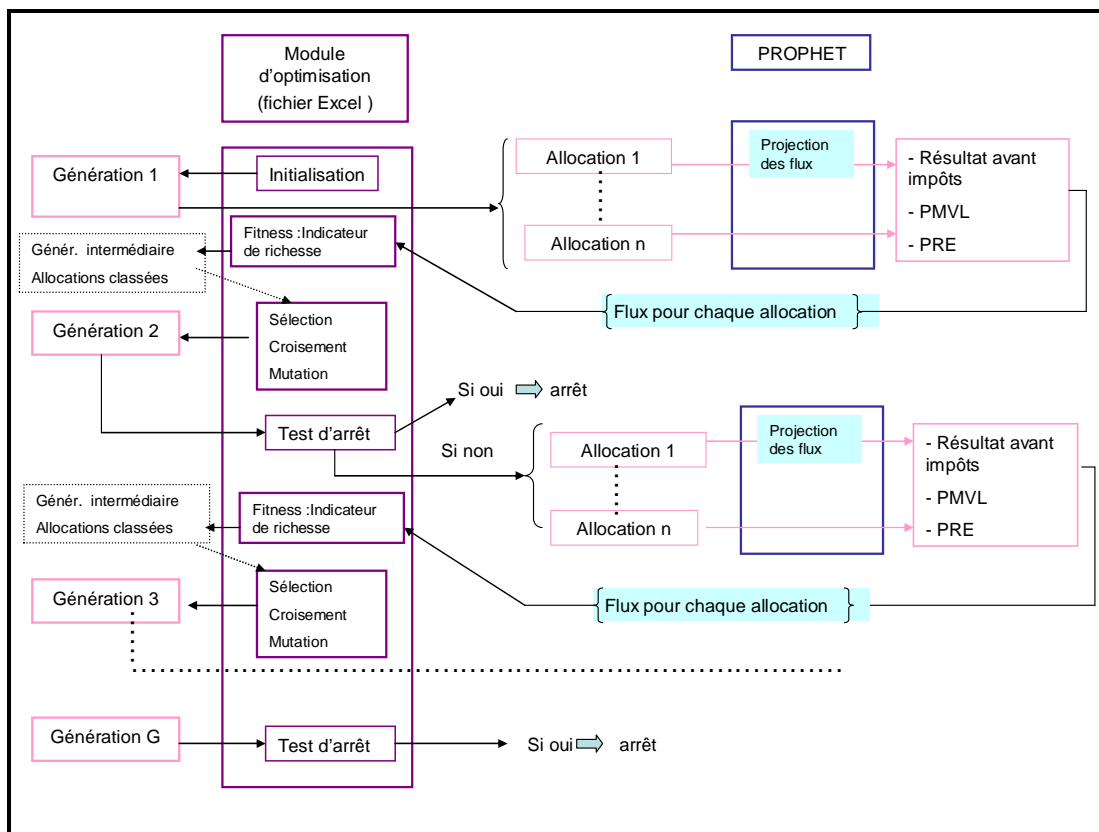 Module
d'optimisation
(fichier Excel )
PROPHET
Génération 1
Initialisation
Allocation 1
Projection
des flux
- Résultat avant
impôts
- PMVL
- PRE
Fitness :Indicateur
de richesse
Génér. intermédiaire
Allocations classées
Allocation n
Flux pour chaque allocation
Génération 2
Sélection
Croisement
Mutation
Si oui
arrêt
Test d'arrêt
Si non
Allocation 1
Projection
des flux
- Résultat avant
impôts
- PMVL
- PRE
Génér. intermédiaire
Allocations classées
Fitness :Indicateur
de richesse
Allocation n
Flux pour chaque allocation
Génération 3
Sélection
Croisement
Mutation
Génération G
Test d'arrêt
Si oui
arrêt